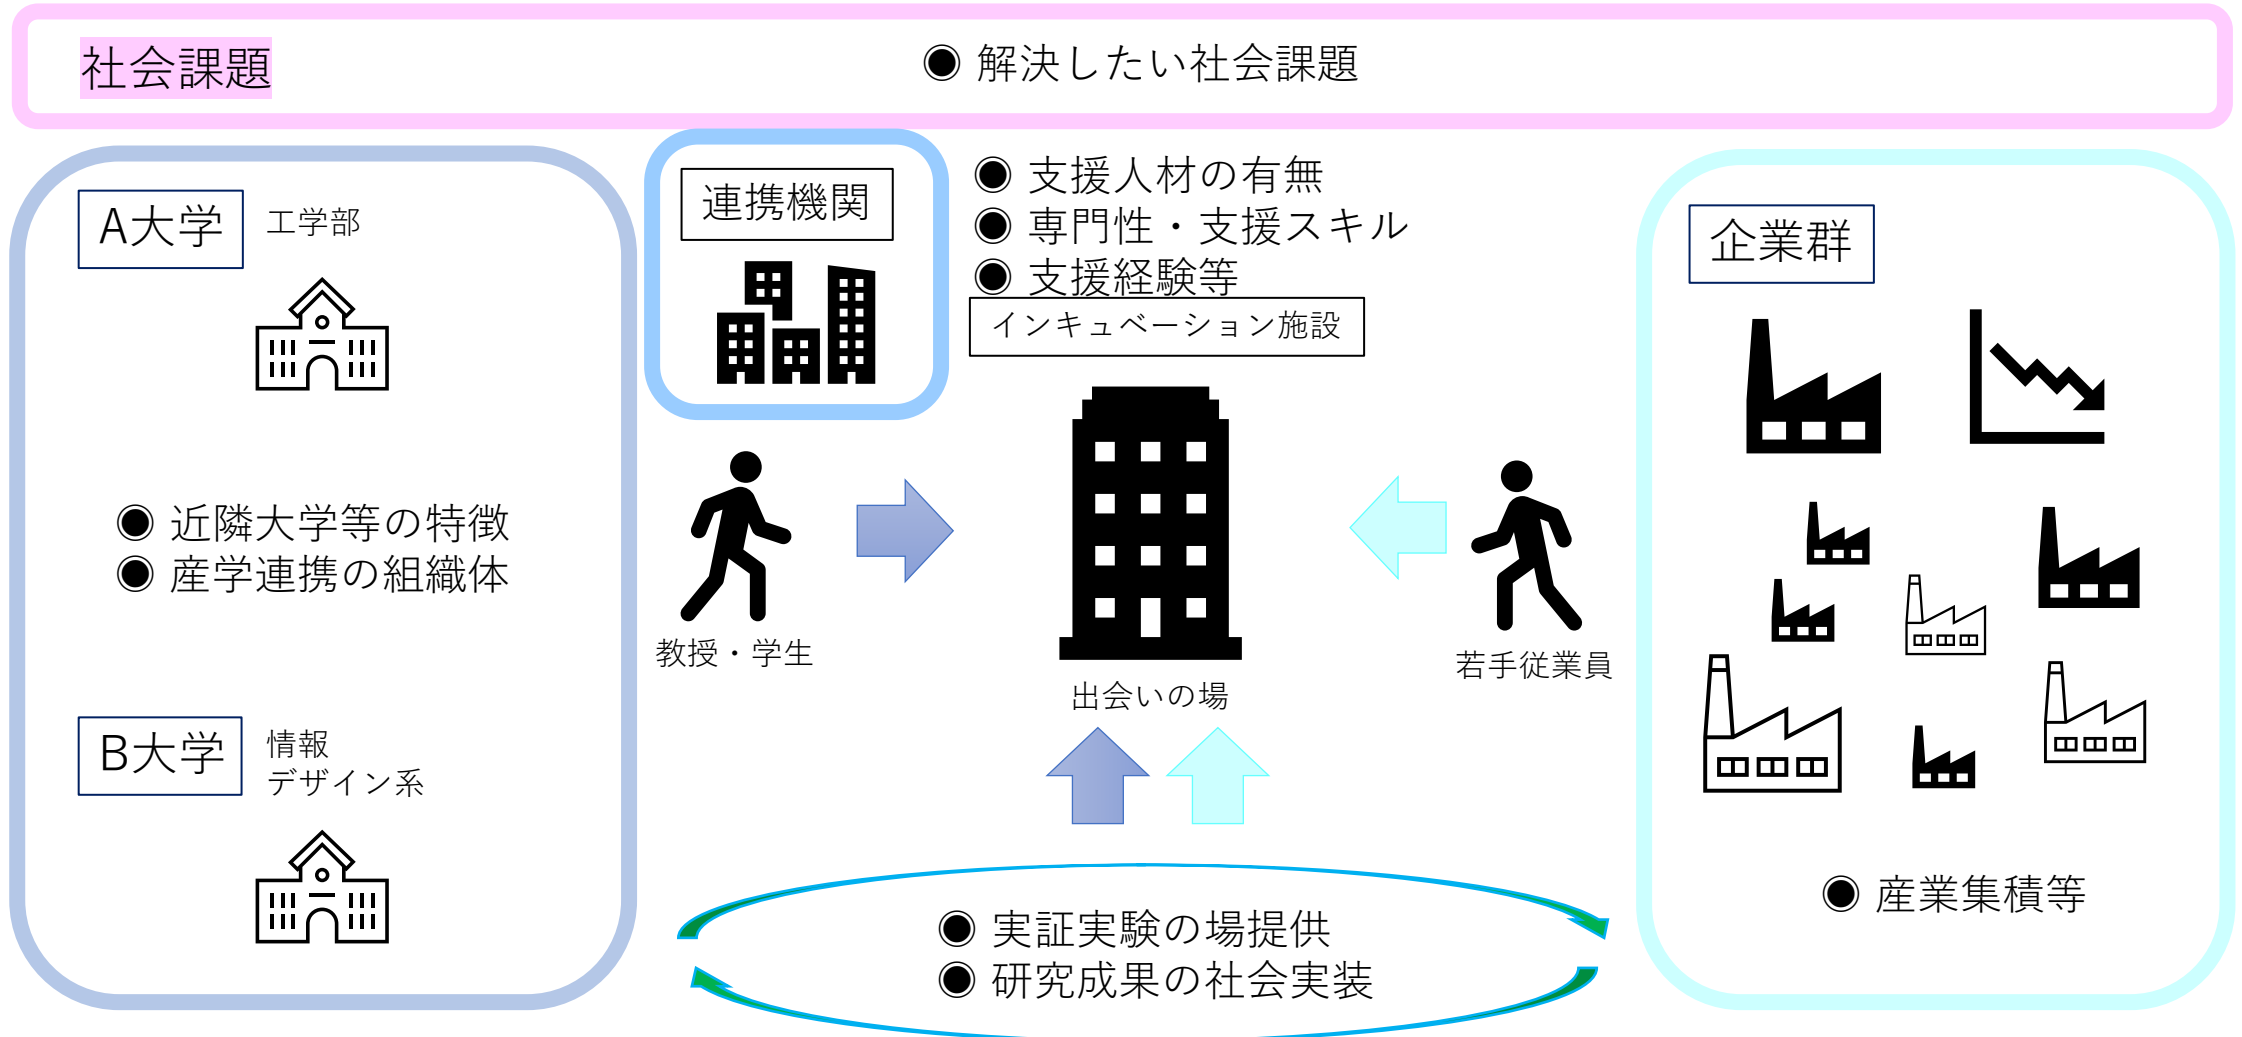 社会課題
◉ 解決したい社会課題
A大学
工学部
◉ 近隣大学等の特徴
◉ 産学連携の組織体
B大学
情報
デザイン系
連携機関
◉ 支援人材の有無
◉ 専門性・支援スキル
◉ 支援経験等
インキュベーション施設
教授・学生
出会いの場
若手従業員
◉ 実証実験の場提供
◉ 研究成果の社会実装
企業群
◉ 産業集積等